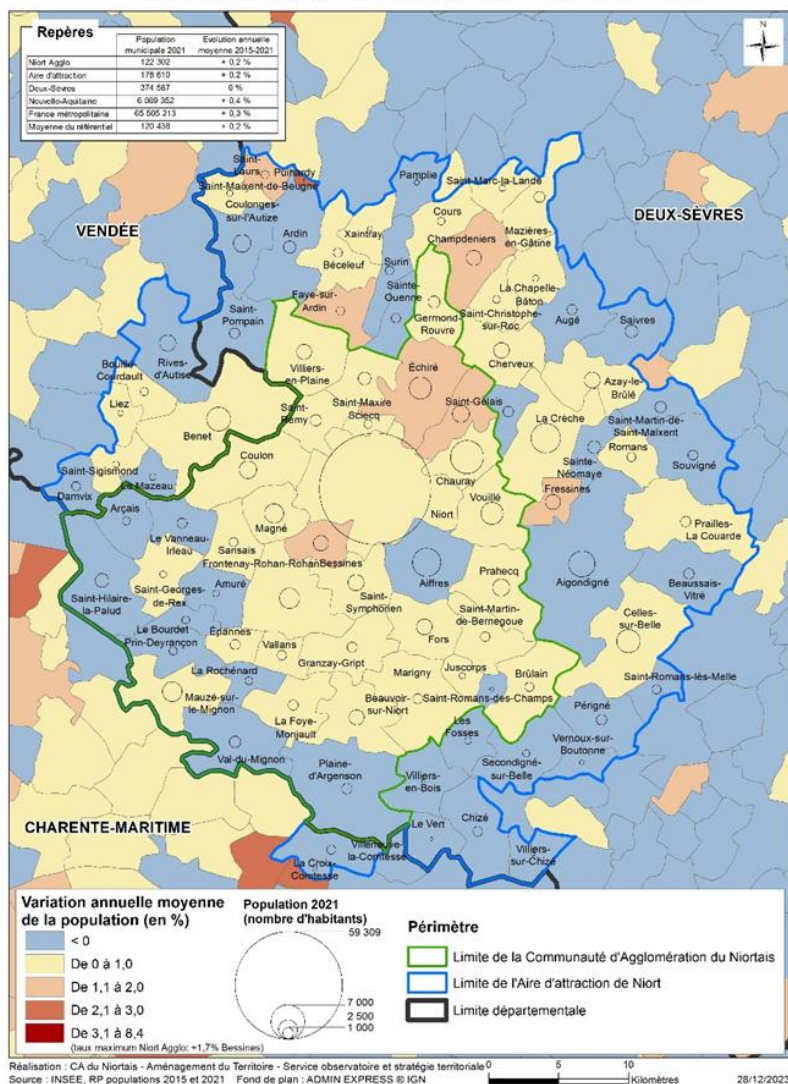 Repères
Population municipale 2021
Evolution annuelle moyenne 2015-2021
Niort Agglo 122 302 + 0,2 %
Aire d'attraction 178 610 + 0,2 %
Deux-Sèvres 374 587 0 %
Nouvelle-Aquitaine 6 069 352 + 0,4 %
France métropolitaine 65 505 213 + 0,3 %
Moyenne du référentiel 120 438 + 0,2 %
N
VENDÉE
DEUX-SÈVRES
CHARENTE-MARITIME
Saint-Laurs
Puihardy
Saint-Maixent-de-Beugné
Coulonges-sur-l'Autize
Pamplie
Saint-Marc-la-Lande
Cours
Xaintray
Ardin
Béceleuf
Surin
Champdeniers
Mazières-en-Gâtine
Sainte-Ouenne
Faye-sur-Ardin
Saint-Pompain
Germond-Rouvre
La Chapelle-Bâton
Saint-Christophe-sur-Roc
Augé
Saivres
Rives-d'Autise
Bouillé-Courdault
Liez
Villiers-en-Plaine
Échiré
Cherveux
Azay-le-Brûlé
Saint-Maxire
Sciecq
Saint-Rémy
Saint-Gelais
La Crèche
Saint-Martin-de-Saint-Maixent
Romans
Benet
Coulon
Sainte-Néomaye
Souvigné
Saint-Sigismond
Le Mazeau
Damvix
Chauray
Niort
Vouillé
Fressines
Arçais
Magné
Prailles-La Couarde
Le Vanneau-Irleau
Sansais
Frontenay-Rohan-Rohan
Bessines
Aiffres
Aigondigné
Saint-Hilaire-la-Palud
Saint-Georges-de-Rex
Amuré
Saint-Symphorien
Prahecq
Beaussais-Vitré
Saint-Martin-de-Bernegoue
Celles-sur-Belle
Le Bourdet
Prin-Deyrançon
Épannes
Vallans
Fors
Granzay-Gript
La Rochénard
Marigny
Juscorps
Brûlain
Saint-Romans-lès-Melle
Mauzé-sur-le-Mignon
La Foye-Monjault
Beauvoir-sur-Niort
Saint-Romans-des-Champs
Périgné
Les Fosses
Vernoux-sur-Boutonne
Val-du-Mignon
Plaine-d'Argenson
Secondigné-sur-Belle
Villiers-en-Bois
Le Vert
Chizé
Villeneuve-la-Comtesse
La Croix-Comtesse
Villiers-sur-Chizé
Variation annuelle moyenne
de la population (en %)
< 0
De 0 à 1,0
De 1,1 à 2,0
De 2,1 à 3,0
De 3,1 à 8,4
(taux maximum Niort Agglo: +1,7% Bessines)
Population 2021
(nombre d'habitants)
59 309
7 000
2 500
1 000
Périmètre
Limite de la Communauté d'Agglomération du Niortais
Limite de l'Aire d'attraction de Niort
Limite départementale
Réalisation : CA du Niortais - Aménagement du Territoire - Service observatoire et stratégie territoriale
Source : INSEE, RP populations 2015 et 2021 Fond de plan : ADMIN EXPRESS ® IGN
0 5 10
Kilomètres
28/12/2023